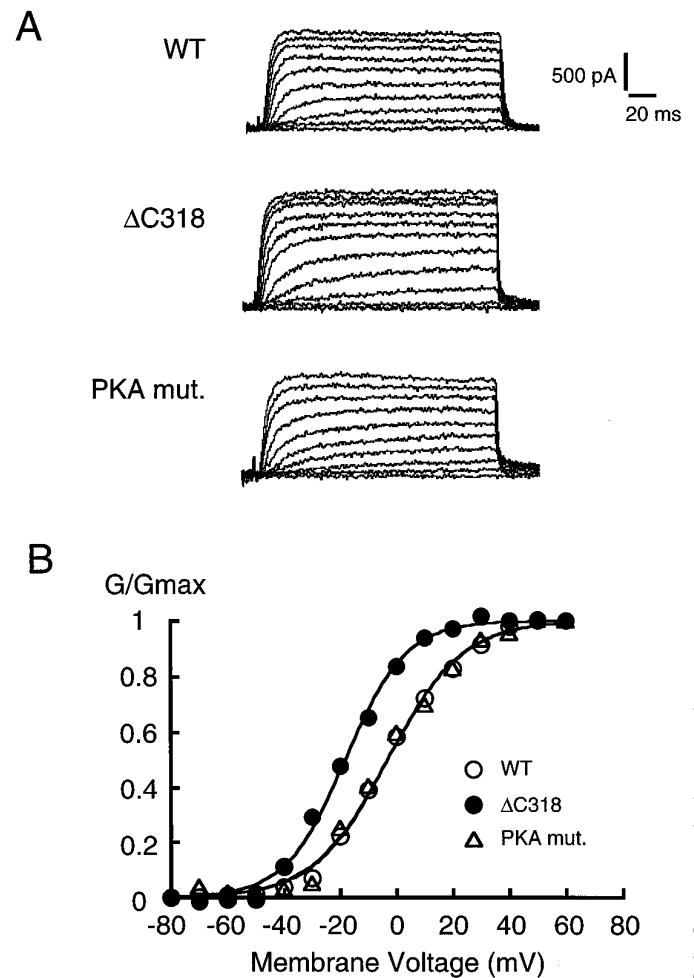 A
WT
500 pA
20 ms
ΔC318
PKA mut.
B
G/Gmax
1
0.8
0.6
0.4
0.2
0
WT
ΔC318
PKA mut.
-80 -60 -40 -20 0 20 40 60 80
Membrane Voltage (mV)